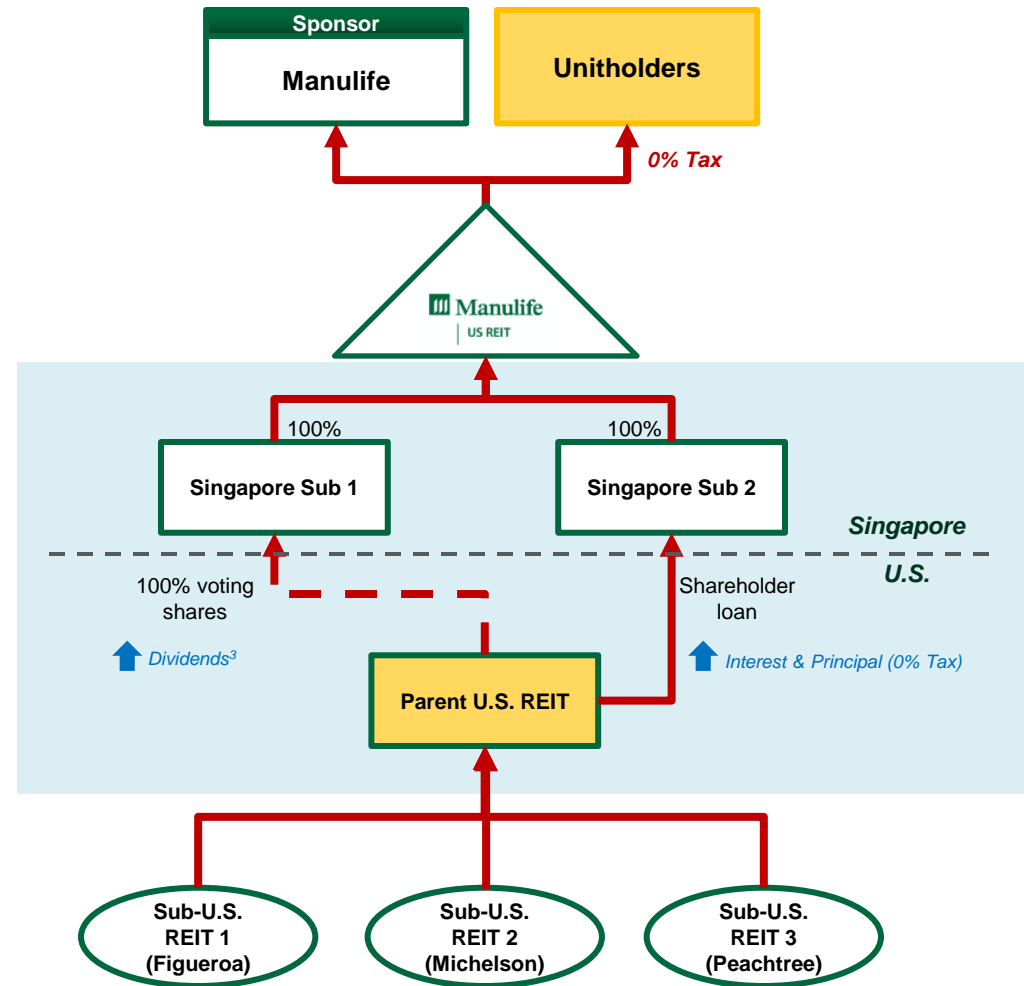 Sponsor
Manulife
Unitholders
0% Tax
Manulife
US REIT
100%
100%
Singapore Sub 1
Singapore Sub 2
Singapore
U.S.
100% voting
shares
Shareholder
loan
Dividends³
Interest & Principal (0% Tax)
Parent U.S. REIT
Sub-U.S.
REIT 1
(Figueroa)
Sub-U.S.
REIT 2
(Michelson)
Sub-U.S.
REIT 3
(Peachtree)